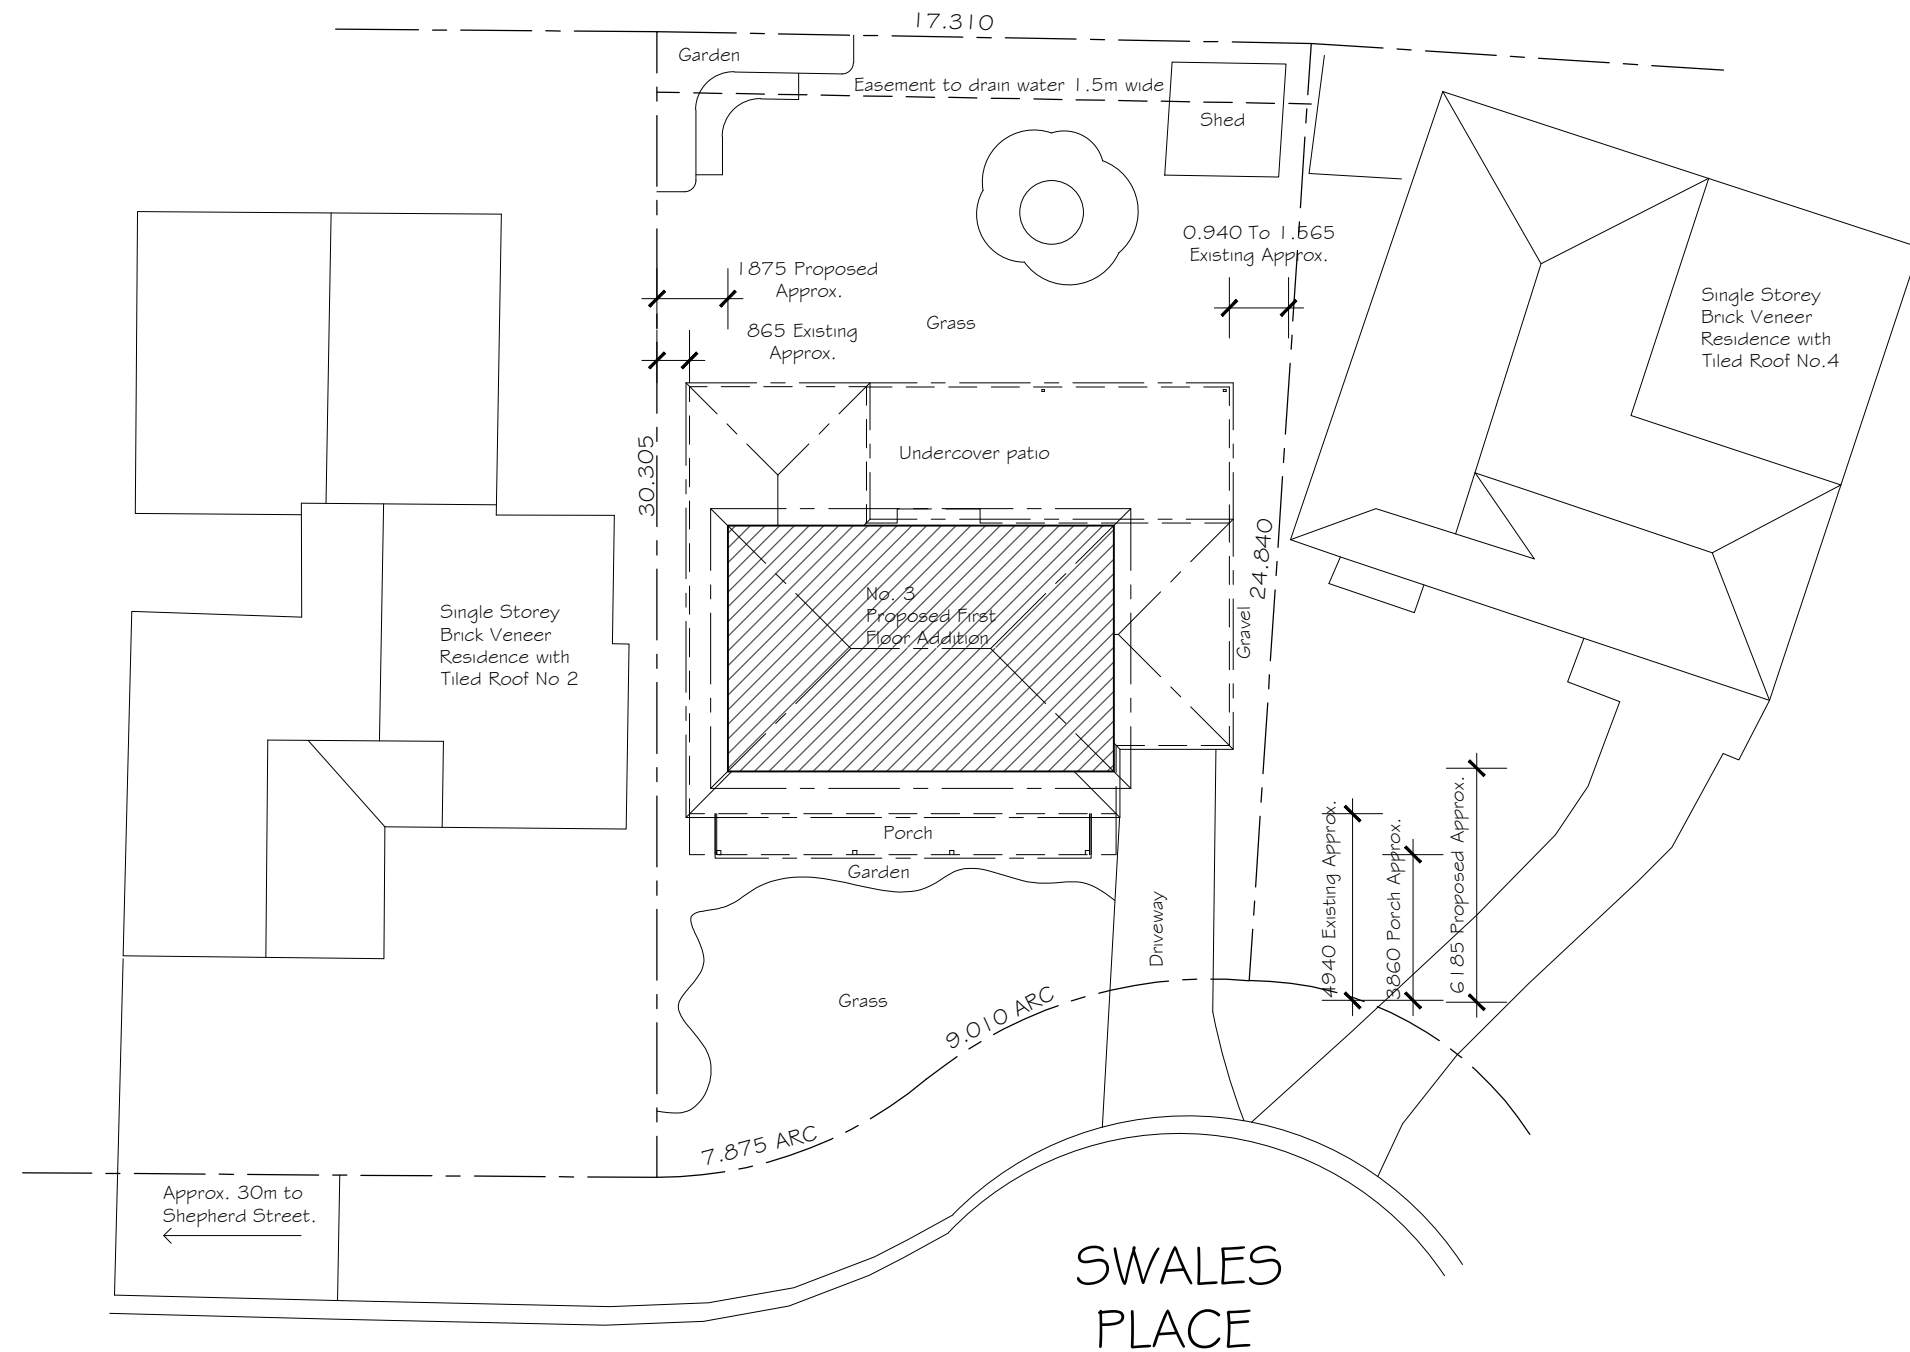 17.310
Garden
Easement to drain water 1.5m wide
Shed
0.940 To 1.565
Existing Approx.
1875 Proposed
Approx.
865 Existing
Approx.
Grass
Single Storey
Brick Veneer
Residence with
Tiled Roof No.4
30.305
Undercover patio
24.840
Gravel
No. 3
Proposed First
Floor Addition
Single Storey
Brick Veneer
Residence with
Tiled Roof No 2
Porch
Garden
Driveway
4940 Existing Approx.
3860 Porch Approx.
6185 Proposed Approx.
Grass
9.010 ARC
7.875 ARC
Approx. 30m to
Shepherd Street.
SWALES
PLACE